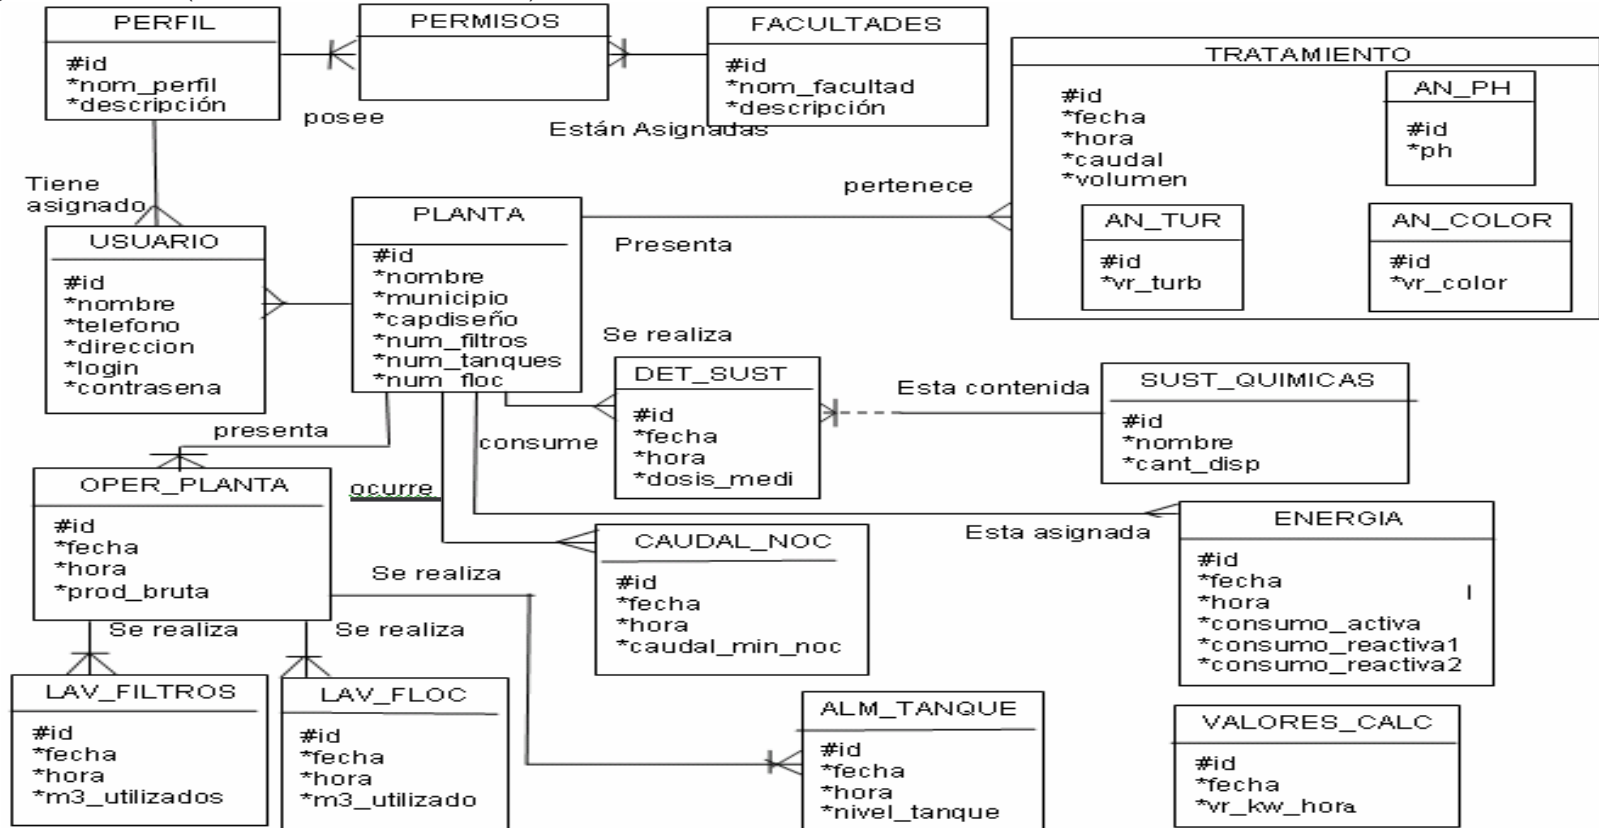 PERFIL
#id
*nom_perfil
*descripción
PERMISOS
FACULTADES
#id
*nom_facultad
*descripción
posee
Están Asignadas
TRATAMIENTO
#id
*fecha
*hora
*caudal
*volumen
AN_PH
#id
*ph
AN_TUR
#id
*vr_turb
AN_COLOR
#id
*vr_color
Tiene
asignado
pertenece
Presenta
USUARIO
#id
*nombre
*telefono
*direccion
*login
*contrasena
PLANTA
#id
*nombre
*municipio
*capdiseño
*num_filtros
*num_tanques
*num_floc
Se realiza
DET_SUST
#id
*fecha
*hora
*dosis_medi
Esta contenida
SUST_QUIMICAS
#id
*nombre
*cant_disp
presenta
consume
ocurre
OPER_PLANTA
#id
*fecha
*hora
*prod_bruta
Esta asignada
ENERGIA
#id
*fecha
*hora
*consumo_activa
*consumo_reactiva1
*consumo_reactiva2
CAUDAL_NOC
#id
*fecha
*hora
*caudal_min_noc
Se realiza
Se realiza
Se realiza
LAV_FILTROS
#id
*fecha
*hora
*m3_utilizados
LAV_FLOC
#id
*fecha
*hora
*m3_utilizado
ALM_TANQUE
#id
*fecha
*hora
*nivel_tanque
VALORES_CALC
#id
*fecha
*vr_kw_hora